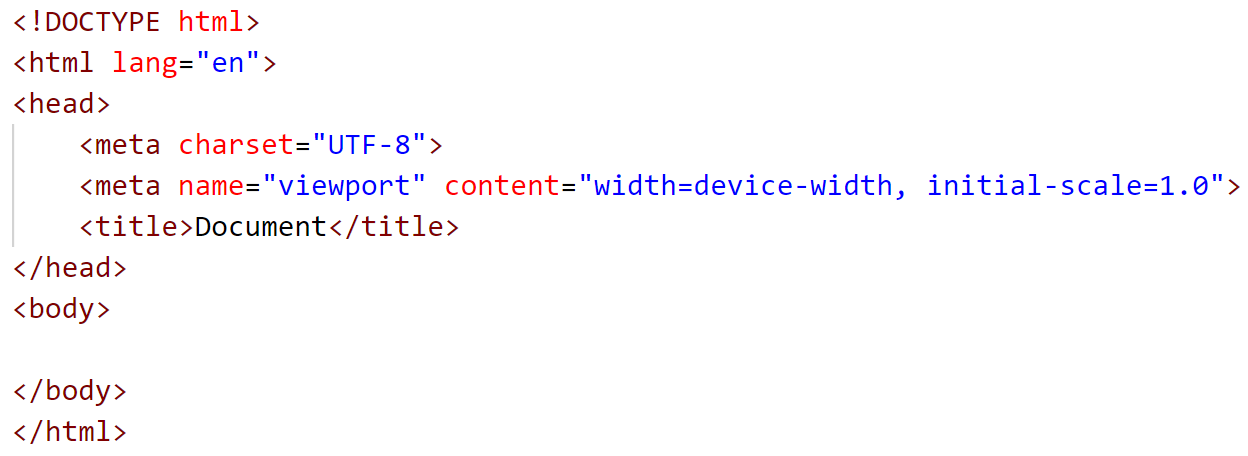 <!DOCTYPE html>
<html lang="en">
<head>
    <meta charset="UTF-8">
    <meta name="viewport" content="width=device-width, initial-scale=1.0">
    <title>Document</title>
</head>
<body>

</body>
</html>